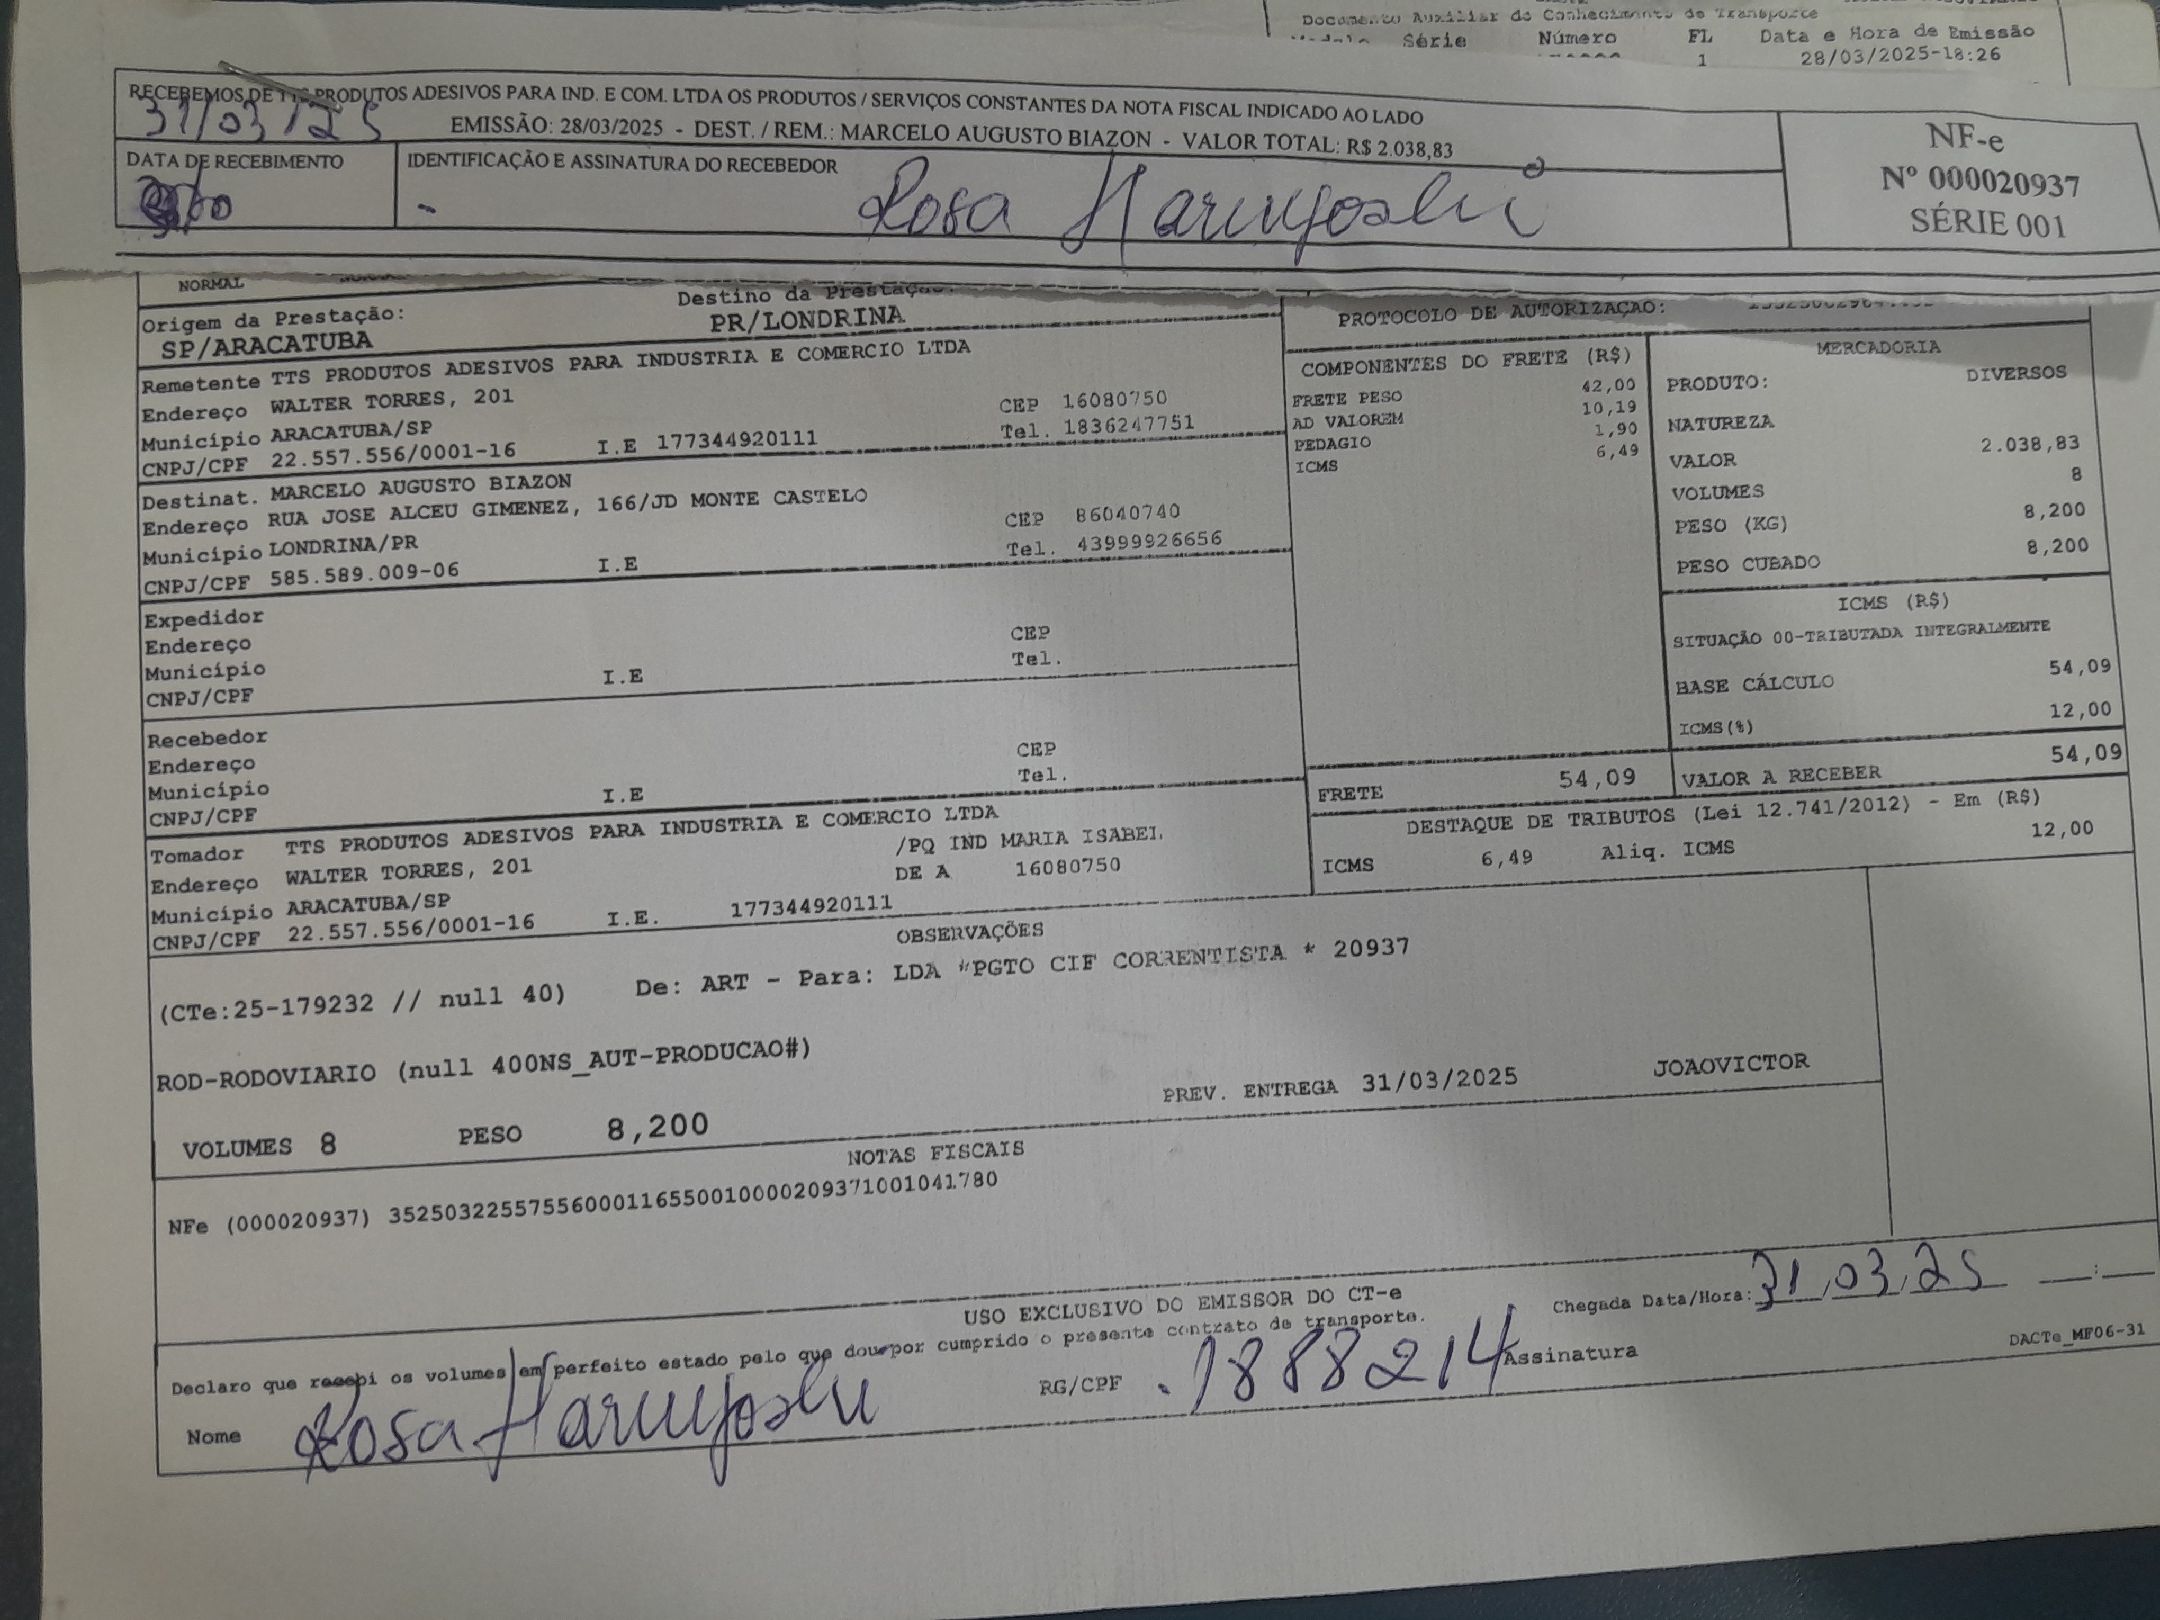 Documento Auxiliar do Conhecimento de Transporte
Modelo Série Número FL Data e Hora de Emissão
1 28/03/2025-18:26
RECEBEMOS DE TTS PRODUTOS ADESIVOS PARA IND. E COM. LTDA OS PRODUTOS / SERVIÇOS CONSTANTES DA NOTA FISCAL INDICADO AO LADO
31/03/25
EMISSÃO: 28/03/2025 - DEST. / REM.: MARCELO AUGUSTO BIAZON - VALOR TOTAL: R$ 2.038,83
DATA DE RECEBIMENTO
IDENTIFICAÇÃO E ASSINATURA DO RECEBEDOR
Rosa Haruyoshi
NF-e
Nº 000020937
SÉRIE 001
NORMAL
Origem da Prestação:
SP/ARACATUBA
Destino da Prestação:
PR/LONDRINA
PROTOCOLO DE AUTORIZAÇAO:
Remetente TTS PRODUTOS ADESIVOS PARA INDUSTRIA E COMERCIO LTDA
Endereço WALTER TORRES, 201 CEP 16080750
Município ARACATUBA/SP Tel. 1836247751
CNPJ/CPF 22.557.556/0001-16 I.E 177344920111
Destinat. MARCELO AUGUSTO BIAZON
Endereço RUA JOSE ALCEU GIMENEZ, 166/JD MONTE CASTELO CEP 86040740
Município LONDRINA/PR Tel. 43999926656
CNPJ/CPF 585.589.009-06 I.E
Expedidor
Endereço CEP
Município Tel.
CNPJ/CPF I.E
Recebedor
Endereço CEP
Município Tel.
CNPJ/CPF I.E
Tomador TTS PRODUTOS ADESIVOS PARA INDUSTRIA E COMERCIO LTDA
Endereço WALTER TORRES, 201 /PQ IND MARIA ISABEL
Município ARACATUBA/SP DE A 16080750
CNPJ/CPF 22.557.556/0001-16 I.E. 177344920111
COMPONENTES DO FRETE (R$)
FRETE PESO 42,00
AD VALOREM 10,19
PEDAGIO 1,90
ICMS 6,49
FRETE 54,09
MERCADORIA
PRODUTO: DIVERSOS
NATUREZA
VALOR 2.038,83
VOLUMES 8
PESO (KG) 8,200
PESO CUBADO 8,200
ICMS (R$)
SITUAÇÃO 00-TRIBUTADA INTEGRALMENTE
BASE CÁLCULO 54,09
ICMS(%) 12,00
VALOR A RECEBER 54,09
DESTAQUE DE TRIBUTOS (Lei 12.741/2012) - Em (R$)
ICMS 6,49 Aliq. ICMS 12,00
OBSERVAÇÕES
(CTe:25-179232 // null 40) De: ART - Para: LDA *PGTO CIF CORRENTISTA * 20937
ROD-RODOVIARIO (null 400NS_AUT-PRODUCAO#)
PREV. ENTREGA 31/03/2025 JOAOVICTOR
VOLUMES 8 PESO 8,200
NOTAS FISCAIS
NFe (000020937) 35250322557556000116550010000209371001041780
USO EXCLUSIVO DO EMISSOR DO CT-e
Declaro que recebi os volumes em perfeito estado pelo que dou por cumprido o presente contrato de transporte.
Chegada Data/Hora: 31/03/25 __:__
Nome Rosa Haruyoshi RG/CPF . 1888214 Assinatura
DACTe_MF06-31